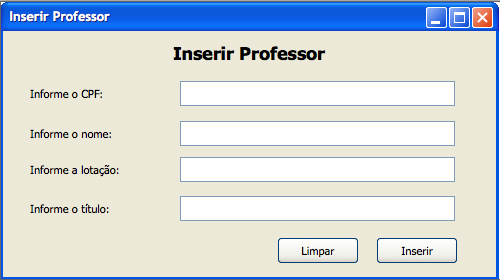 Inserir Professor
Inserir Professor
Informe o CPF:
Informe o nome:
Informe a lotação:
Informe o título:
Limpar Inserir